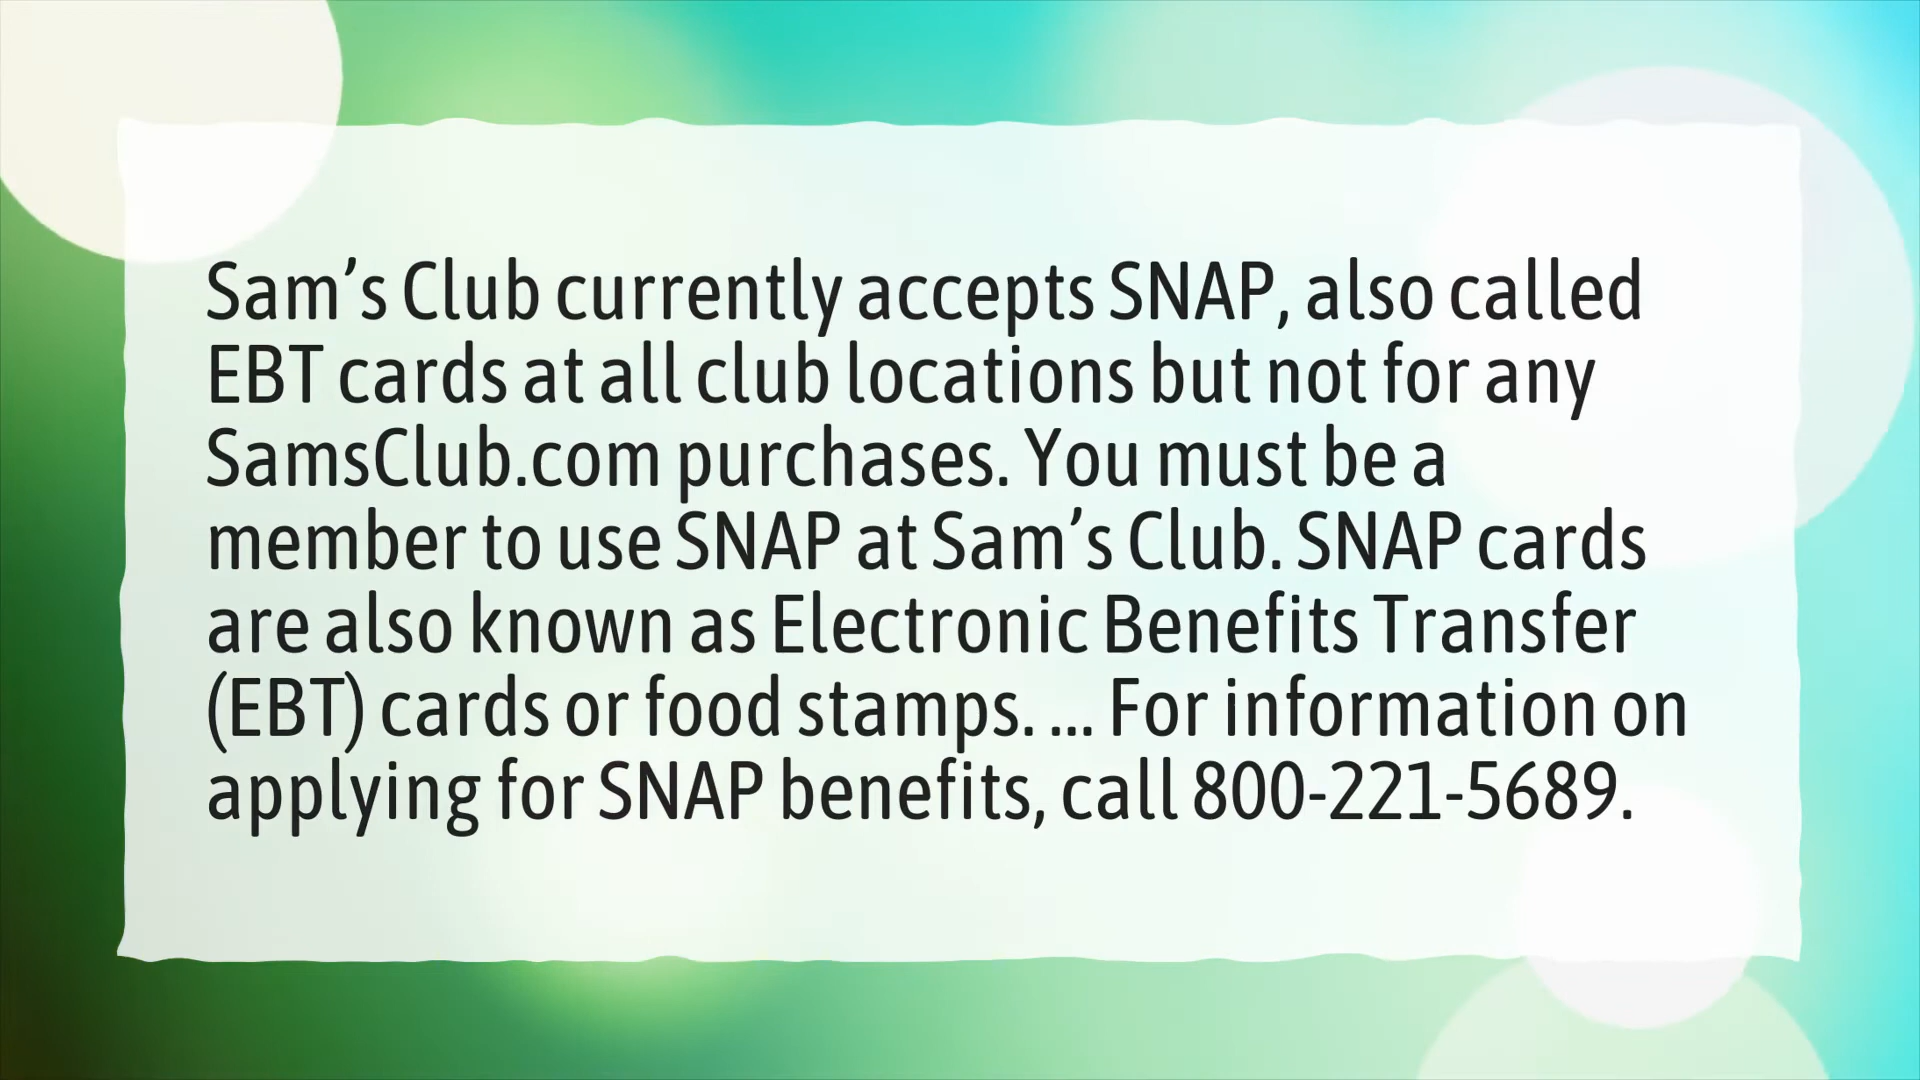 Sam’s Club currently accepts SNAP, also called
EBT cards at all club locations but not for any
SamsClub.com purchases. You must be a
member to use SNAP at Sam’s Club. SNAP cards
are also known as Electronic Benefits Transfer
(EBT) cards or food stamps. ... For information on
applying for SNAP benefits, call 800-221-5689.